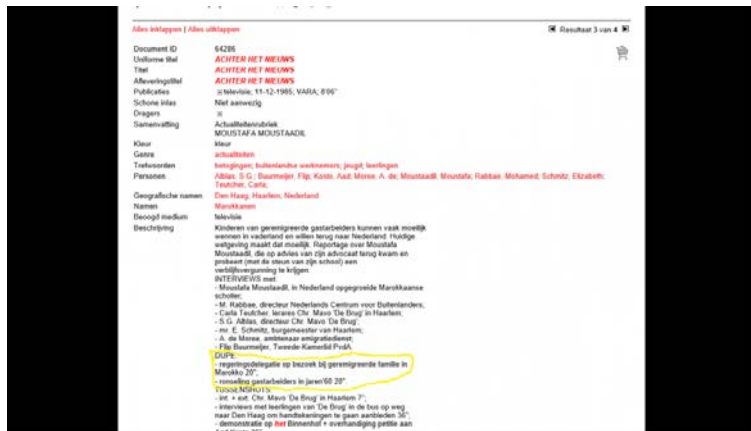 Alles inklappen | Alles uitklappen
Resultaat 3 van 4
Document ID 64286
Uniforme titel ACHTER HET NIEUWS
Titel ACHTER HET NIEUWS
Afleveringstitel ACHTER HET NIEUWS
Publicaties televisie; 11-12-1985; VARA; 8'06"
Schone inlas Niet aanwezig
Dragers
Samenvatting Actualiteitenrubriek
MOUSTAFA MOUSTAADIL
Kleur kleur
Genre actualiteiten
Trefwoorden betogingen; buitenlandse werknemers; jeugd; leerlingen
Personen Alblas, S.G.; Buurmeijer, Flip; Kosto, Aad; Moree, A. de; Moustaadil, Moustafa; Rabbae, Mohamed; Schmitz, Elizabeth;
Teutcher, Carla;
Geografische namen Den Haag; Haarlem; Nederland
Namen Marokkanen
Beoogd medium televisie
Beschrijving Kinderen van geremigreerde gastarbeiders kunnen vaak moeilijk
wennen in vaderland en willen terug naar Nederland. Huidige
wetgeving maakt dat moeilijk. Reportage over Moustafa
Moustaadil, die op advies van zijn advocaat terug kwam en
probeert (met de steun van zijn school) een
verblijfsvergunning te krijgen.
INTERVIEWS met:
- Moustafa Moustaadil, in Nederland opgegroeide Marokkaanse
scholier;
- M. Rabbae, directeur Nederlands Centrum voor Buitenlanders;
- Carla Teutcher, lerares Chr. Mavo 'De Brug' in Haarlem;
- S.G. Alblas, directeur Chr. Mavo 'De Brug';
- mr. E. Schmitz, burgemeester van Haarlem;
- A. de Moree, ambtenaar emigratiedienst;
- Flip Buurmeijer, Tweede-Kamerlid PvdA.
DUPE:
- regeringsdelegatie op bezoek bij geremigreerde familie in
Marokko 20";
- ronseling gastarbeiders in jaren'60 20".
TUSSENSHOTS:
- int. + ext. Chr. Mavo 'De Brug' in Haarlem 7";
- interviews met leerlingen van 'De Brug' in de bus op weg
naar Den Haag om handtekeningen te gaan aanbieden 36";
- demonstratie op het Binnenhof + overhandiging petitie aan